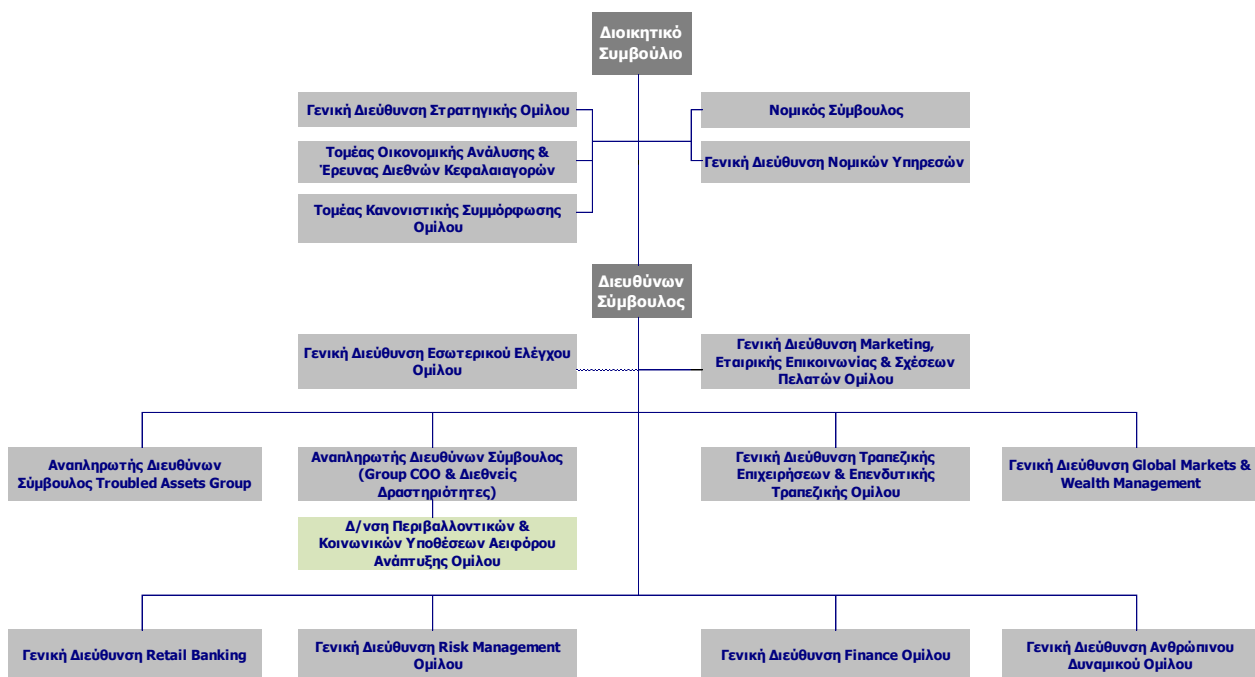 Διοικητικό
Συμβούλιο
Γενική Διεύθυνση Στρατηγικής Ομίλου
Νομικός Σύμβουλος
Τομέας Οικονομικής Ανάλυσης &
Έρευνας Διεθνών Κεφαλαιαγορών
Γενική Διεύθυνση Νομικών Υπηρεσών
Τομέας Κανονιστικής Συμμόρφωσης
Ομίλου
Διευθύνων
Σύμβουλος
Γενική Διεύθυνση Εσωτερικού Ελέγχου
Ομίλου
Γενική Διεύθυνση Marketing,
Εταιρικής Επικοινωνίας & Σχέσεων
Πελατών Ομίλου
Αναπληρωτής Διευθύνων
Σύμβουλος Troubled Assets Group
Αναπληρωτής Διευθύνων Σύμβουλος
(Group COO & Διεθνείς
Δραστηριότητες)
Γενική Διεύθυνση Τραπεζικής
Επιχειρήσεων & Επενδυτικής
Τραπεζικής Ομίλου
Γενική Διεύθυνση Global Markets &
Wealth Management
Δ/νση Περιβαλλοντικών &
Κοινωνικών Υποθέσεων Αειφόρου
Ανάπτυξης Ομίλου
Γενική Διεύθυνση Retail Banking
Γενική Διεύθυνση Risk Management
Ομίλου
Γενική Διεύθυνση Finance Ομίλου
Γενική Διεύθυνση Ανθρώπινου
Δυναμικού Ομίλου